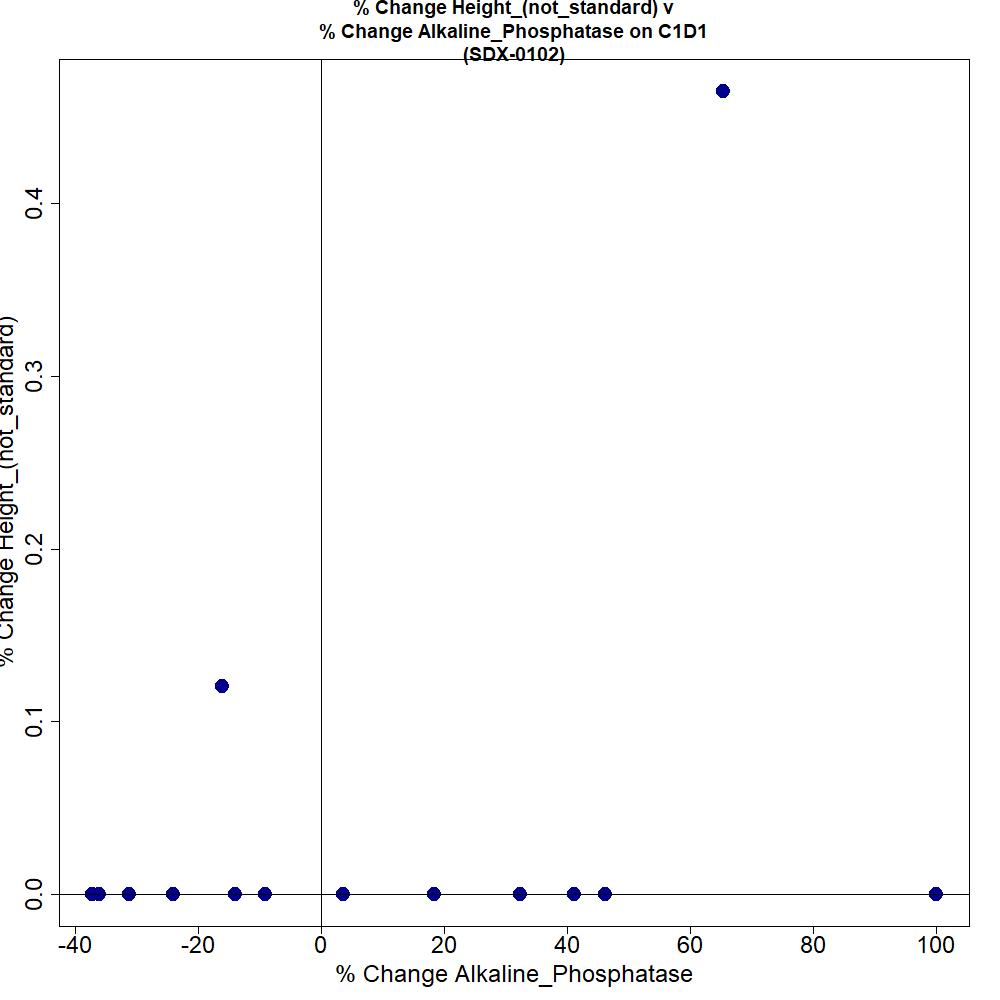 % Change Height_(not_standard) v
% Change Alkaline_Phosphatase on C1D1
(SDX-0102)
% Change Height_(not_standard)
0.4
0.3
0.2
0.1
0.0
-40 -20 0 20 40 60 80 100
% Change Alkaline_Phosphatase